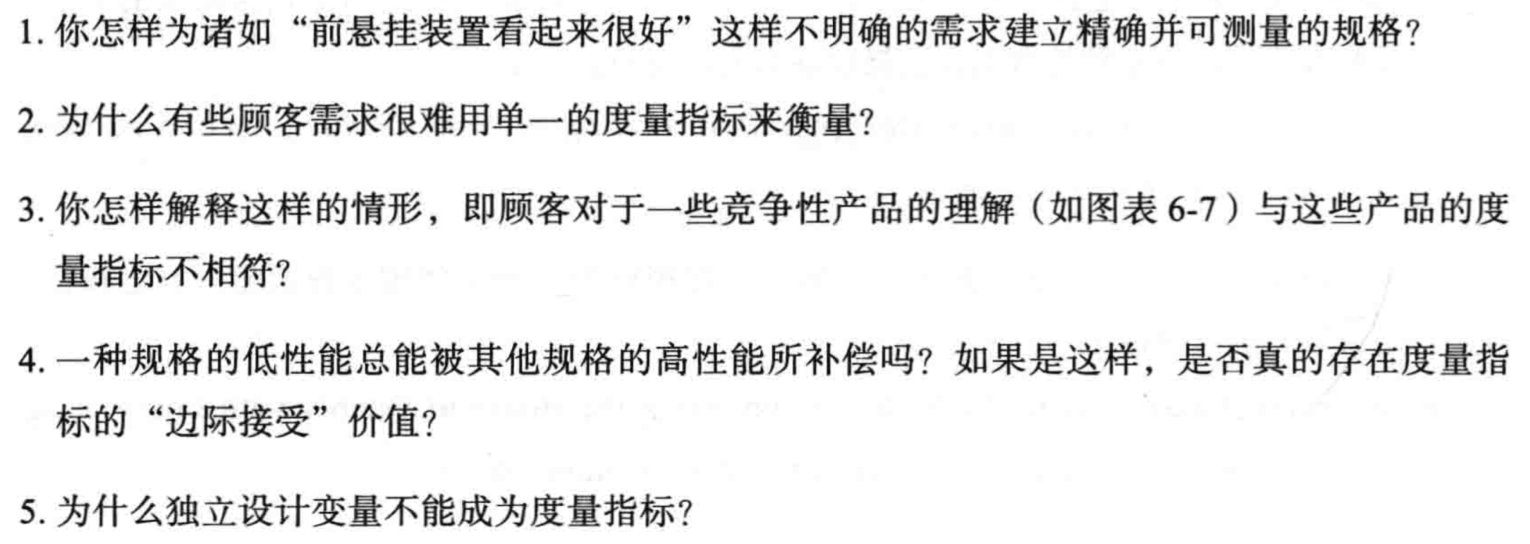 1. 你怎样为诸如“前悬挂装置看起来很好”这样不明确的需求建立精确并可测量的规格？
2. 为什么有些顾客需求很难用单一的度量指标来衡量？
3. 你怎样解释这样的情形，即顾客对于一些竞争性产品的理解（如图表 6-7）与这些产品的度
量指标不相符？
4. 一种规格的低性能总能被其他规格的高性能所补偿吗？如果是这样，是否真的存在度量指
标的“边际接受”价值？
5. 为什么独立设计变量不能成为度量指标？